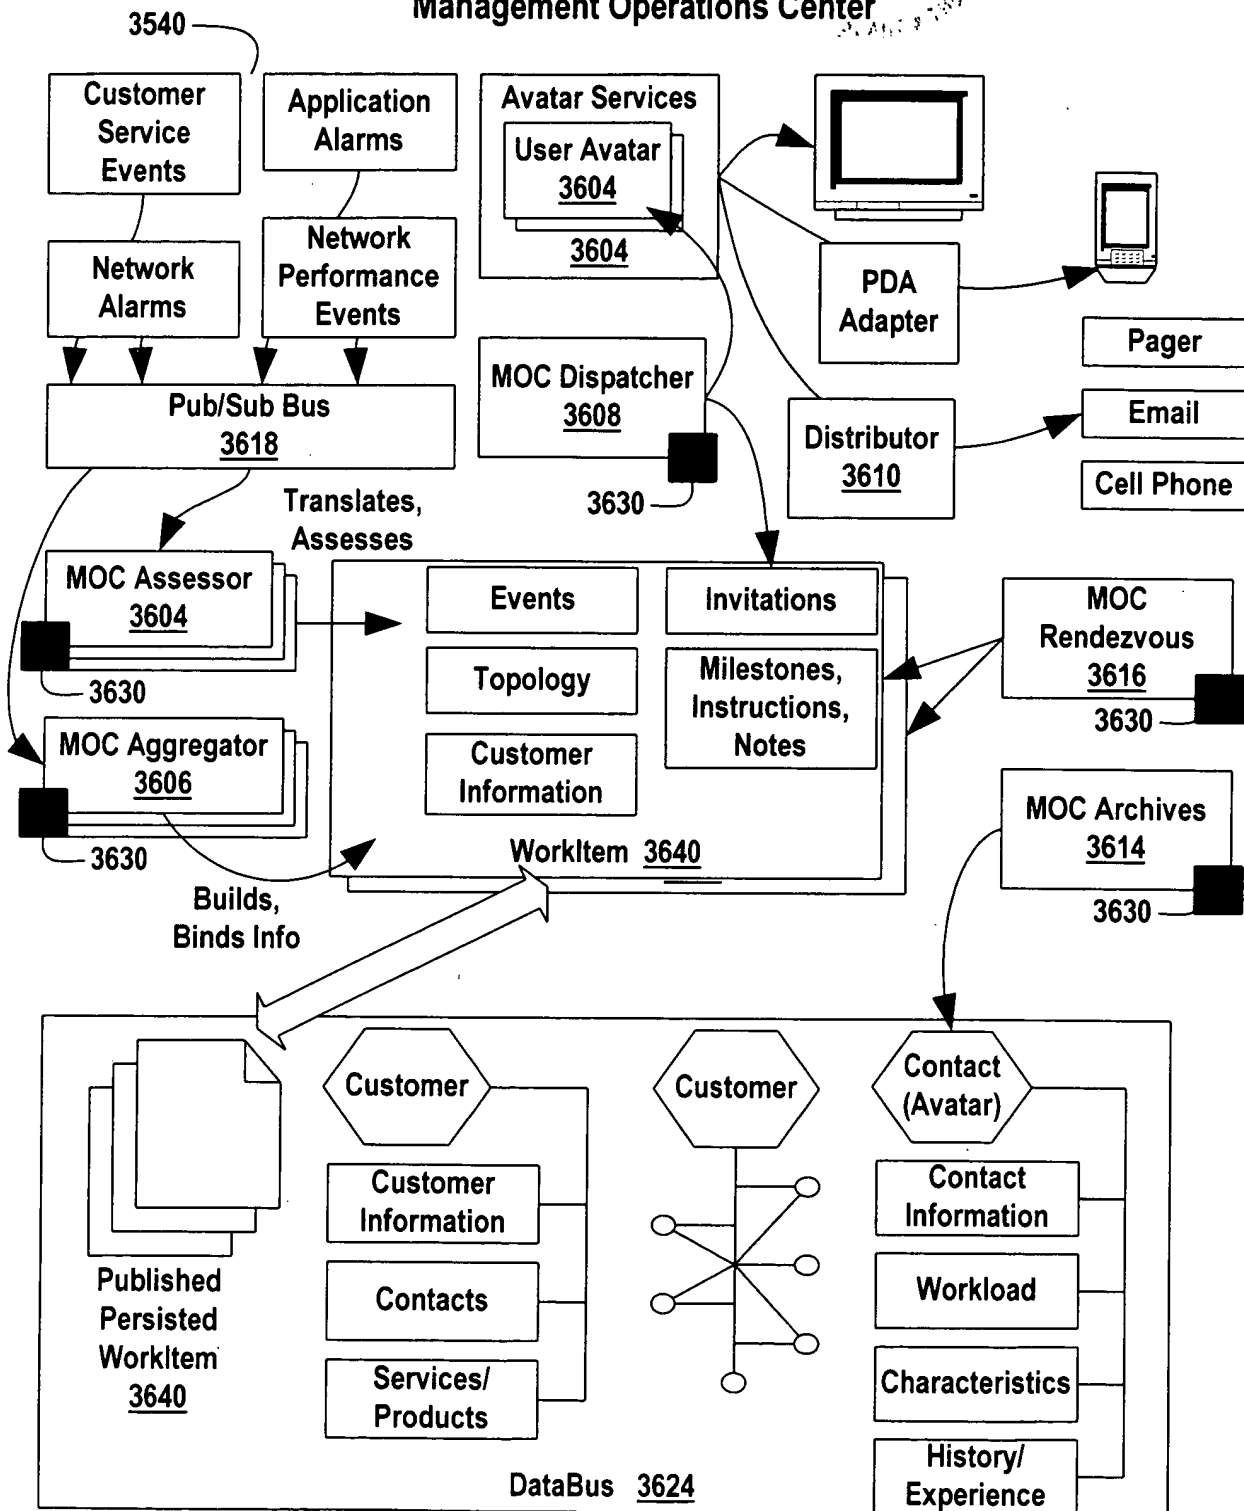 Management Operations Center
3540
Customer
Service
Events
Application
Alarms
Avatar Services
User Avatar
3604
3604
Network
Alarms
Network
Performance
Events
PDA
Adapter
Pager
Email
Cell Phone
MOC Dispatcher
3608
3630
Distributor
3610
Pub/Sub Bus
3618
Translates,
Assesses
MOC Assessor
3604
3630
MOC Aggregator
3606
3630
Builds,
Binds Info
Events
Topology
Customer
Information
Invitations
Milestones,
Instructions,
Notes
WorkItem 3640
MOC
Rendezvous
3616
3630
MOC Archives
3614
3630
Published
Persisted
WorkItem
3640
Customer
Customer
Information
Contacts
Services/
Products
Customer
Contact
(Avatar)
Contact
Information
Workload
Characteristics
History/
Experience
DataBus 3624